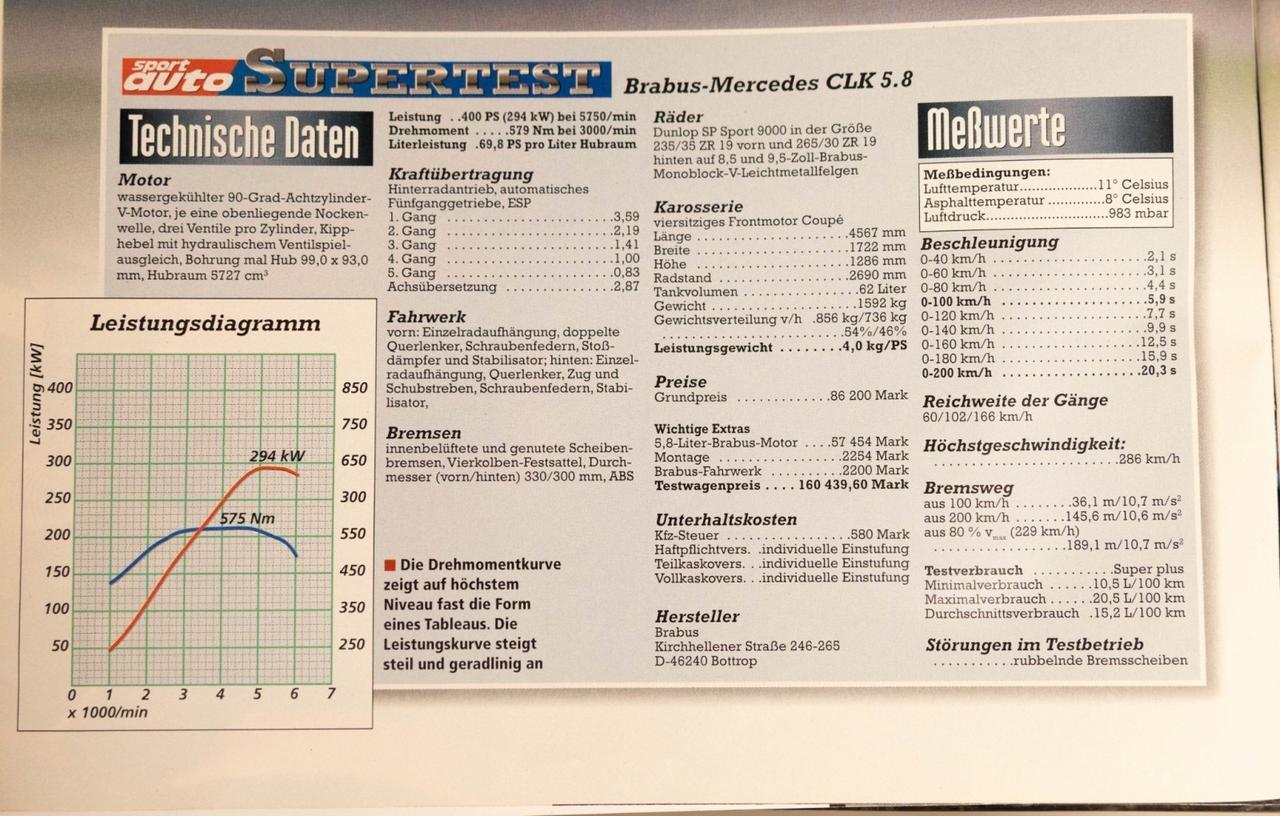 sport auto SUPERTEST Brabus-Mercedes CLK 5.8
Technische Daten
Motor
wassergekühlter 90-Grad-Achtzylinder-
V-Motor, je eine obenliegende Nocken-
welle, drei Ventile pro Zylinder, Kipp-
hebel mit hydraulischem Ventilspiel-
ausgleich, Bohrung mal Hub 99,0 x 93,0
mm, Hubraum 5727 cm³
Leistungsdiagramm
Leistung [kW]
400 850
350 750
300 650
250 300
200 550
150 450
100 350
50 250
294 kW
575 Nm
0 1 2 3 4 5 6 7
x 1000/min
Leistung ..400 PS (294 kW) bei 5750/min
Drehmoment .....579 Nm bei 3000/min
Literleistung .69,8 PS pro Liter Hubraum
Kraftübertragung
Hinterradantrieb, automatisches
Fünfganggetriebe, ESP
1. Gang ........................3,59
2. Gang ........................2,19
3. Gang ........................1,41
4. Gang ........................1,00
5. Gang ........................0,83
Achsübersetzung ................2,87
Fahrwerk
vorn: Einzelradaufhängung, doppelte
Querlenker, Schraubenfedern, Stoß-
dämpfer und Stabilisator; hinten: Einzel-
radaufhängung, Querlenker, Zug und
Schubstreben, Schraubenfedern, Stabi-
lisator,
Bremsen
innenbelüftete und genutete Scheiben-
bremsen, Vierkolben-Festsattel, Durch-
messer (vorn/hinten) 330/300 mm, ABS
■ Die Drehmomentkurve
zeigt auf höchstem
Niveau fast die Form
eines Tableaus. Die
Leistungskurve steigt
steil und geradlinig an
Räder
Dunlop SP Sport 9000 in der Größe
235/35 ZR 19 vorn und 265/30 ZR 19
hinten auf 8,5 und 9,5-Zoll-Brabus-
Monoblock-V-Leichtmetallfelgen
Karosserie
viersitziges Frontmotor Coupé
Länge ......................4567 mm
Breite ......................1722 mm
Höhe ......................1286 mm
Radstand ...................2690 mm
Tankvolumen ................62 Liter
Gewicht .....................1592 kg
Gewichtsverteilung v/h .856 kg/736 kg
...........................54%/46%
Leistungsgewicht ........4,0 kg/PS
Preise
Grundpreis .............86 200 Mark
Wichtige Extras
5,8-Liter-Brabus-Motor ....57 454 Mark
Montage ...................2254 Mark
Brabus-Fahrwerk ............2200 Mark
Testwagenpreis .... 160 439,60 Mark
Unterhaltskosten
Kfz-Steuer ..................580 Mark
Haftpflichtvers. .individuelle Einstufung
Teilkaskovers. . .individuelle Einstufung
Vollkaskovers. . .individuelle Einstufung
Hersteller
Brabus
Kirchhellener Straße 246-265
D-46240 Bottrop
Meßwerte
Meßbedingungen:
Lufttemperatur...................11° Celsius
Asphalttemperatur ..............8° Celsius
Luftdruck..............................983 mbar
Beschleunigung
0-40 km/h ......................2,1 s
0-60 km/h ......................3,1 s
0-80 km/h ......................4,4 s
0-100 km/h .....................5,9 s
0-120 km/h .....................7,7 s
0-140 km/h .....................9,9 s
0-160 km/h ....................12,5 s
0-180 km/h ....................15,9 s
0-200 km/h ....................20,3 s
Reichweite der Gänge
60/102/166 km/h
Höchstgeschwindigkeit:
..........................286 km/h
Bremsweg
aus 100 km/h ........36,1 m/10,7 m/s²
aus 200 km/h .......145,6 m/10,6 m/s²
aus 80 % vmax (229 km/h)
...................189,1 m/10,7 m/s²
Testverbrauch ...........Super plus
Minimalverbrauch .....10,5 L/100 km
Maximalverbrauch ......20,5 L/100 km
Durchschnittsverbrauch .15,2 L/100 km
Störungen im Testbetrieb
...........rubbelnde Bremsscheiben